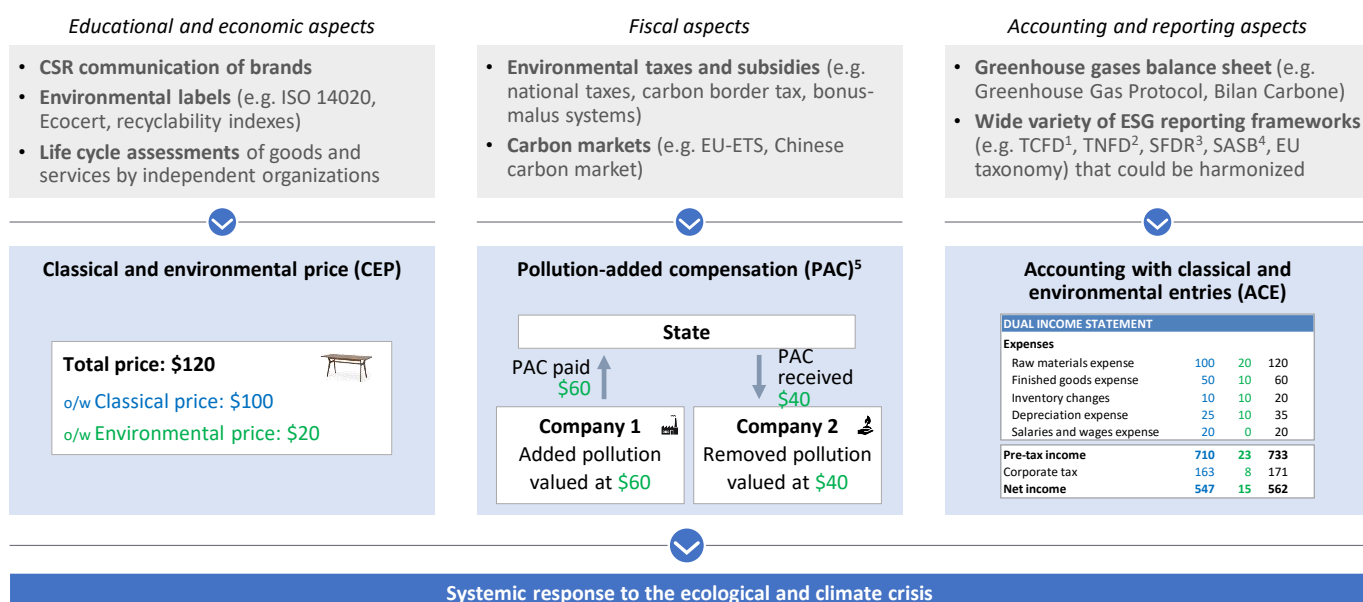 Educational and economic aspects
• CSR communication of brands
• Environmental labels (e.g. ISO 14020,
Ecocert, recyclability indexes)
• Life cycle assessments of goods and
services by independent organizations
Fiscal aspects
• Environmental taxes and subsidies (e.g.
national taxes, carbon border tax, bonus-
malus systems)
• Carbon markets (e.g. EU-ETS, Chinese
carbon market)
Accounting and reporting aspects
• Greenhouse gases balance sheet (e.g.
Greenhouse Gas Protocol, Bilan Carbone)
• Wide variety of ESG reporting frameworks
(e.g. TCFD¹, TNFD², SFDR³, SASB⁴, EU
taxonomy) that could be harmonized
Classical and environmental price (CEP)
Total price: $120
o/w Classical price: $100
o/w Environmental price: $20
Pollution-added compensation (PAC)⁵
State
PAC paid
$60
PAC
received
$40
Company 1
Added pollution
valued at $60
Company 2
Removed pollution
valued at $40
Accounting with classical and
environmental entries (ACE)
DUAL INCOME STATEMENT
Expenses
Raw materials expense 100 20 120
Finished goods expense 50 10 60
Inventory changes 10 10 20
Depreciation expense 25 10 35
Salaries and wages expense 20 0 20
Pre-tax income 710 23 733
Corporate tax 163 8 171
Net income 547 15 562
Systemic response to the ecological and climate crisis